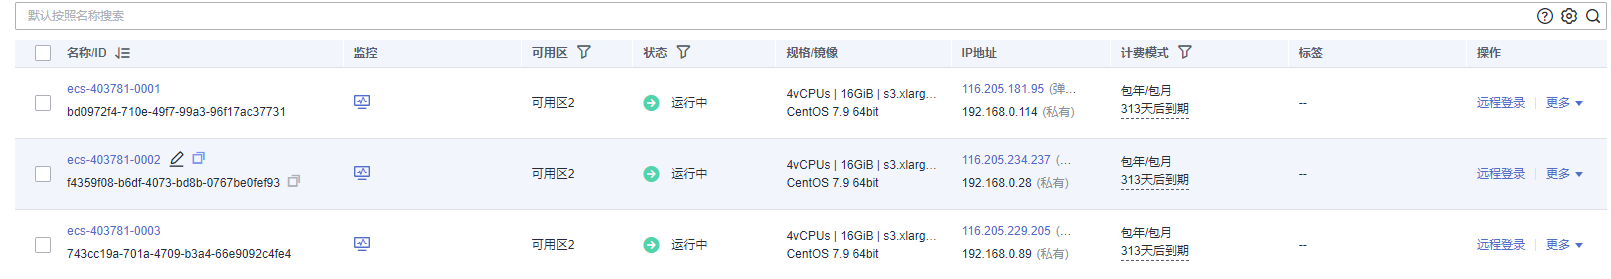 默认按照名称搜索
名称/ID 监控 可用区 状态 规格/镜像 IP地址 计费模式 标签 操作
ecs-403781-0001
bd0972f4-710e-49f7-99a3-96f17ac37731
可用区2
运行中
4vCPUs | 16GiB | s3.xlarg...
CentOS 7.9 64bit
116.205.181.95 (弹...
192.168.0.114 (私有)
包年/包月
313天后到期
--
远程登录 更多
ecs-403781-0002
f4359f08-b6df-4073-bd8b-0767be0fef93
可用区2
运行中
4vCPUs | 16GiB | s3.xlarg...
CentOS 7.9 64bit
116.205.234.237 (...
192.168.0.28 (私有)
包年/包月
313天后到期
--
远程登录 更多
ecs-403781-0003
743cc19a-701a-4709-b3a4-66e9092c4fe4
可用区2
运行中
4vCPUs | 16GiB | s3.xlarg...
CentOS 7.9 64bit
116.205.229.205 (...
192.168.0.89 (私有)
包年/包月
313天后到期
--
远程登录 更多